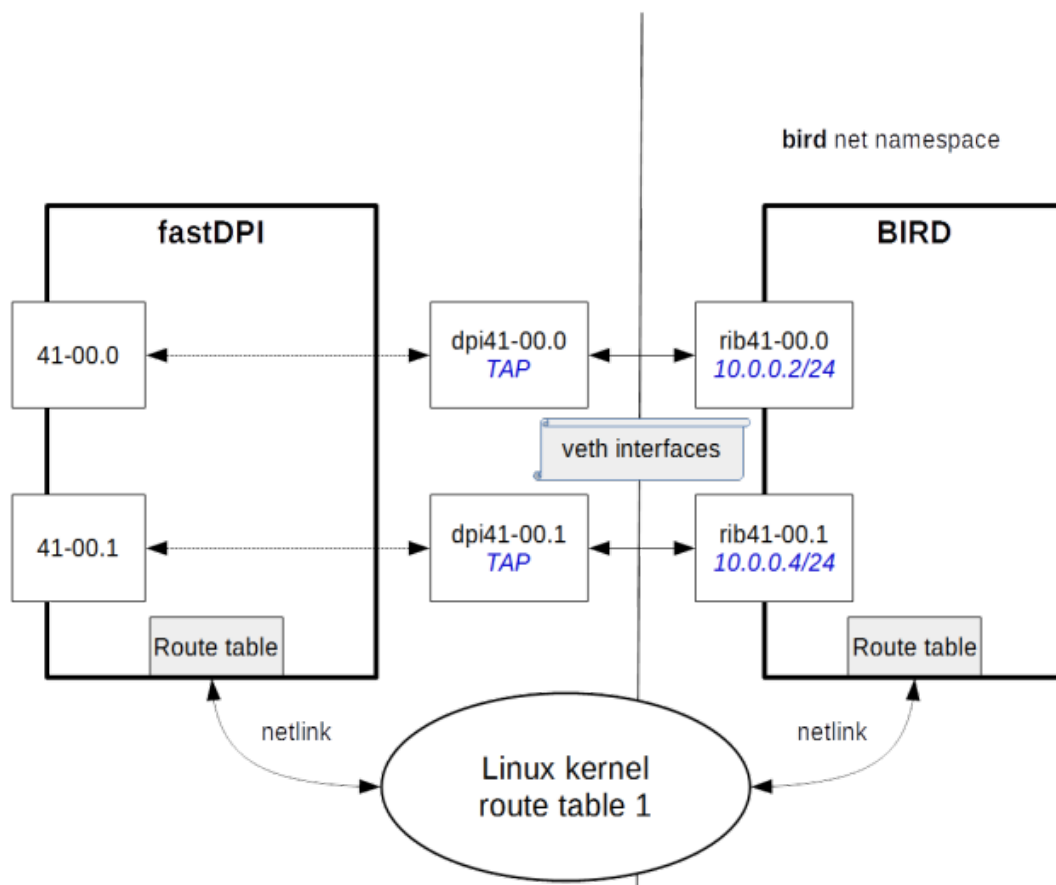 bird net namespace
fastDPI
BIRD
41-00.0
dpi41-00.0
TAP
rib41-00.0
10.0.0.2/24
veth interfaces
41-00.1
dpi41-00.1
TAP
rib41-00.1
10.0.0.4/24
Route table
Route table
netlink
netlink
Linux kernel
route table 1